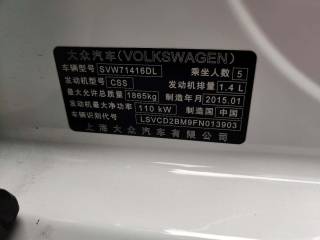 大众汽车(VOLKSWAGEN)
车辆型号 SVW71416DL 乘坐人数 5
发动机型号 CSS 发动机排量 1.4 L
最大允许总质量 1865kg 制造年月 2015.01
发动机最大净功率 110 kW 制造国 中国
车辆识别代号 LSVCD2BM9FN013903
上海大众汽车有限公司